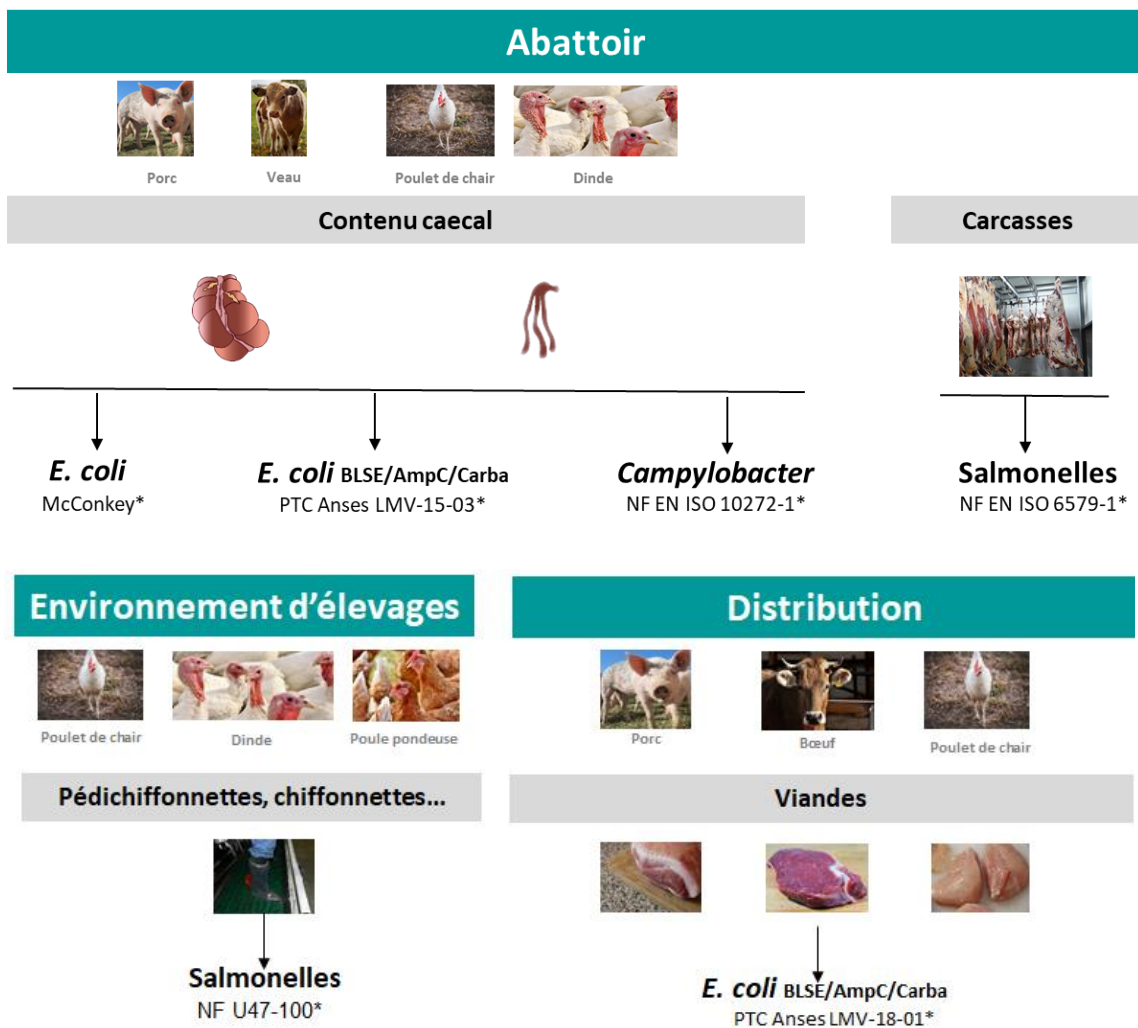 Abattoir
Porc
Veau
Poulet de chair
Dinde
Contenu caecal
Carcasses
E. coli
McConkey*
E. coli BLSE/AmpC/Carba
PTC Anses LMV-15-03*
Campylobacter
NF EN ISO 10272-1*
Salmonelles
NF EN ISO 6579-1*
Environnement d'élevages
Poulet de chair
Dinde
Poule pondeuse
Pédichiffonnettes, chiffonnettes...
Salmonelles
NF U47-100*
Distribution
Porc
Bœuf
Poulet de chair
Viandes
E. coli BLSE/AmpC/Carba
PTC Anses LMV-18-01*